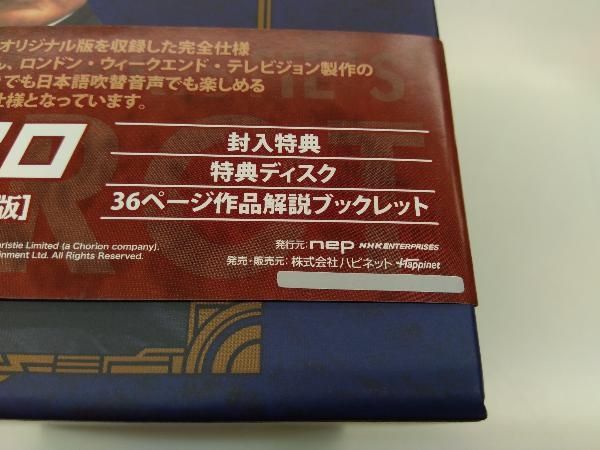 オリジナル版を収録した完全仕様
ん、ロンドン・ウィークエンド・テレビジョン製作の
でも日本語吹替音声でも楽しめる
仕様となっています。
封入特典
特典ディスク
版]
36ページ作品解説ブックレット
ristie Limited (a Chorion company).
inment Ltd. All Rights Reserved.
発行元: nep NHK ENTERPRISES
発売・販売元: 株式会社ハピネット Happinet